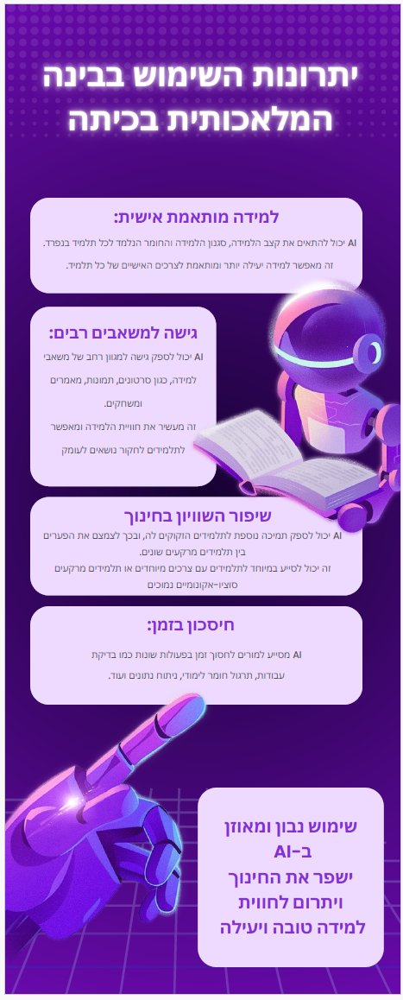 יתרונות השימוש בבינה
המלאכותית בכיתה
למידה מותאמת אישית:
AI יכול להתאים את קצב הלמידה, סגנון הלמידה והחומר הנלמד לכל תלמיד בנפרד.
זה מאפשר למידה יעילה יותר ומותאמת לצרכים האישיים של כל תלמיד.
גישה למשאבים רבים:
AI יכול לספק גישה למגוון רחב של משאבי
למידה, כגון סרטונים, תמונות, מאמרים
ומשחקים.
זה מעשיר את חוויית הלמידה ומאפשר
לתלמידים לחקור נושאים לעומק
שיפור השוויון בחינוך
AI יכול לספק תמיכה נוספת לתלמידים הזקוקים לה, ובכך לצמצם את הפערים
בין תלמידים מרקעים שונים.
זה יכול לסייע במיוחד לתלמידים עם צרכים מיוחדים או תלמידים מרקעים
סוציו-אקונומיים נמוכים
חיסכון בזמן:
AI מסייע למורים לחסוך זמן בפעולות שונות כמו בדיקת
עבודות, תרגול חומר לימודי, ניתוח נתונים ועוד.
שימוש נבון ומאוזן
ב-AI
ישפר את החינוך
ויתרום לחווית
למידה טובה ויעילה